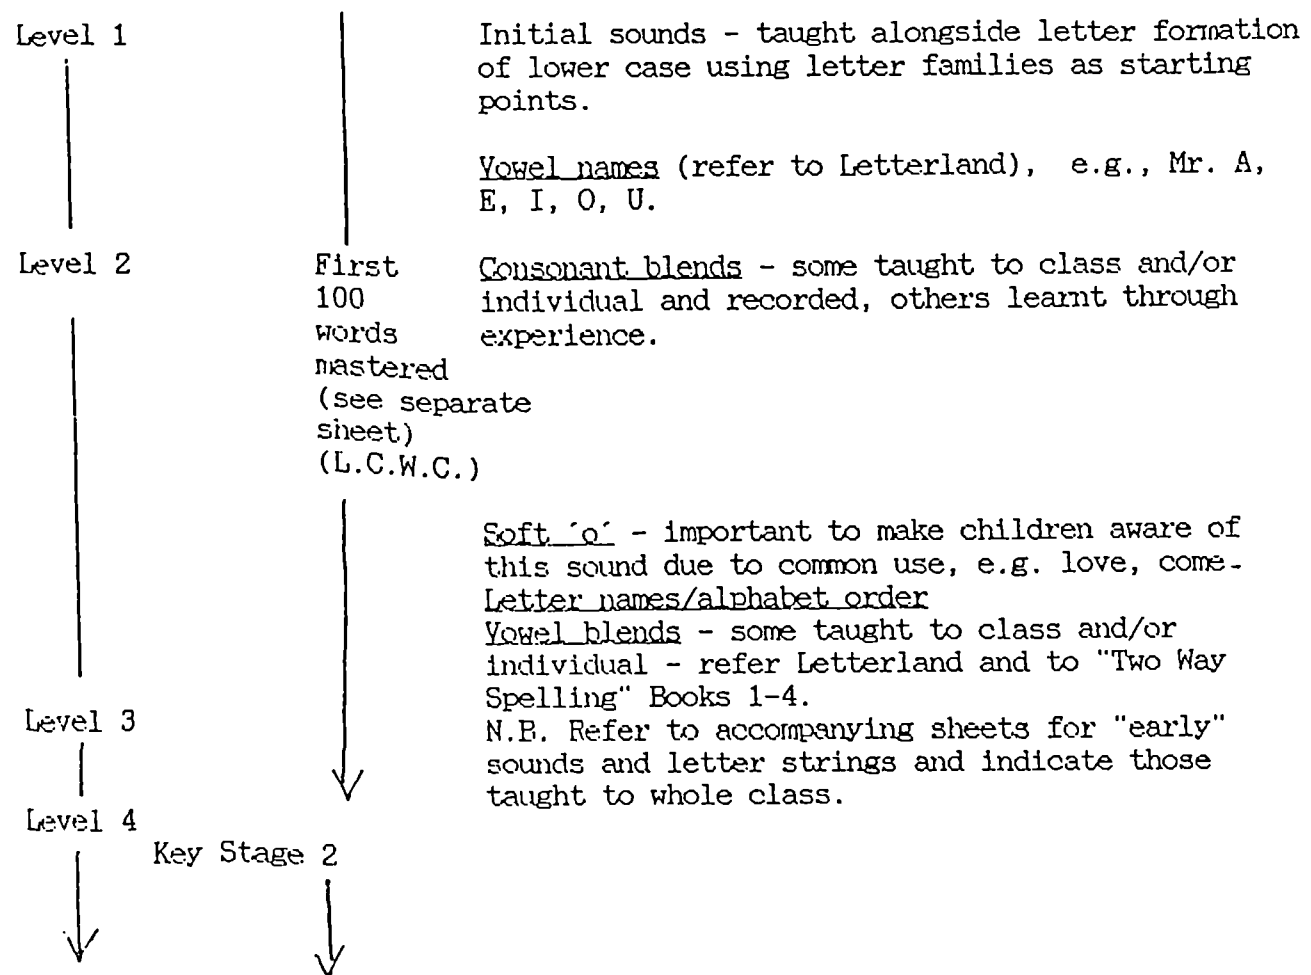 Level 1
Initial sounds - taught alongside letter formation
of lower case using letter families as starting
points.
Vowel names (refer to Letterland), e.g., Mr. A,
E, I, O, U.
Level 2
First
100
words
mastered
(see separate
sheet)
(L.C.W.C.)
Consonant blends - some taught to class and/or
individual and recorded, others learnt through
experience.
Soft 'o' - important to make children aware of
this sound due to common use, e.g. love, come.
Letter names/alphabet order
Vowel blends - some taught to class and/or
individual - refer Letterland and to "Two Way
Spelling" Books 1-4.
Level 3
N.B. Refer to accompanying sheets for "early"
sounds and letter strings and indicate those
taught to whole class.
Level 4
Key Stage 2